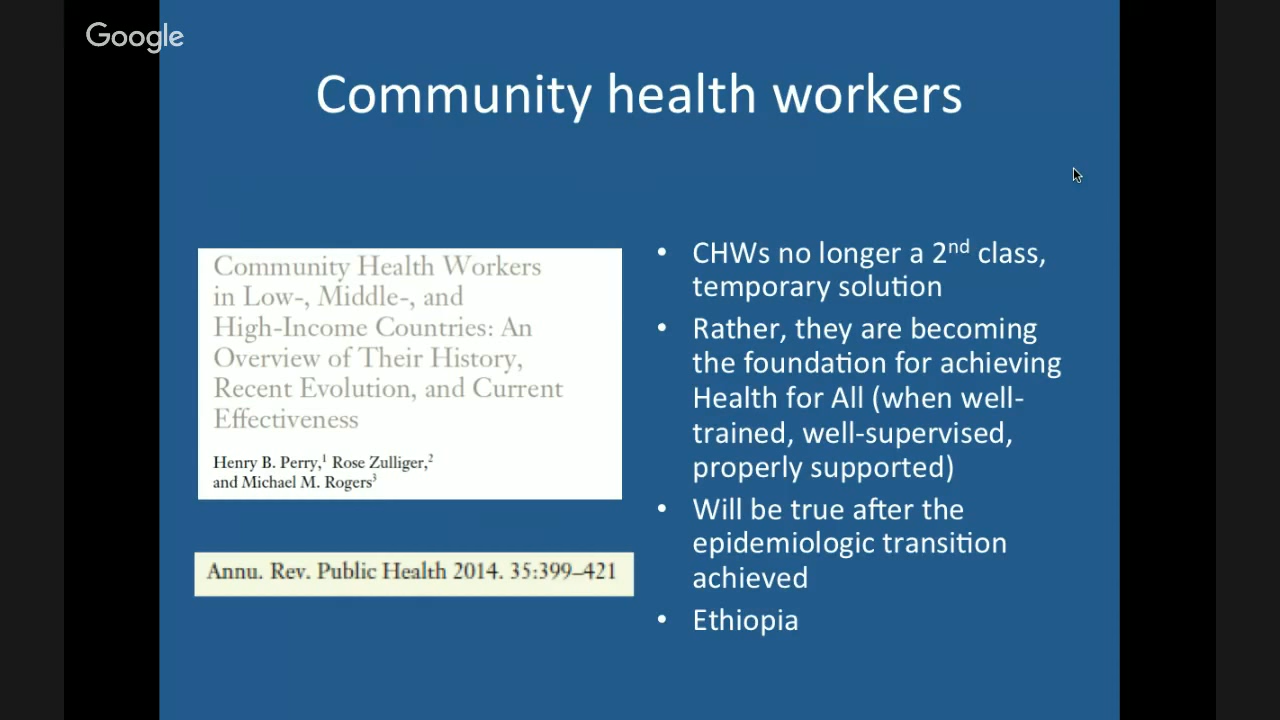 Google
Community health workers
Community Health Workers
in Low-, Middle-, and
High-Income Countries: An
Overview of Their History,
Recent Evolution, and Current
Effectiveness
Henry B. Perry,¹ Rose Zulliger,²
and Michael M. Rogers³
Annu. Rev. Public Health 2014. 35:399–421
• CHWs no longer a 2nd class,
temporary solution
• Rather, they are becoming
the foundation for achieving
Health for All (when well-
trained, well-supervised,
properly supported)
• Will be true after the
epidemiologic transition
achieved
• Ethiopia